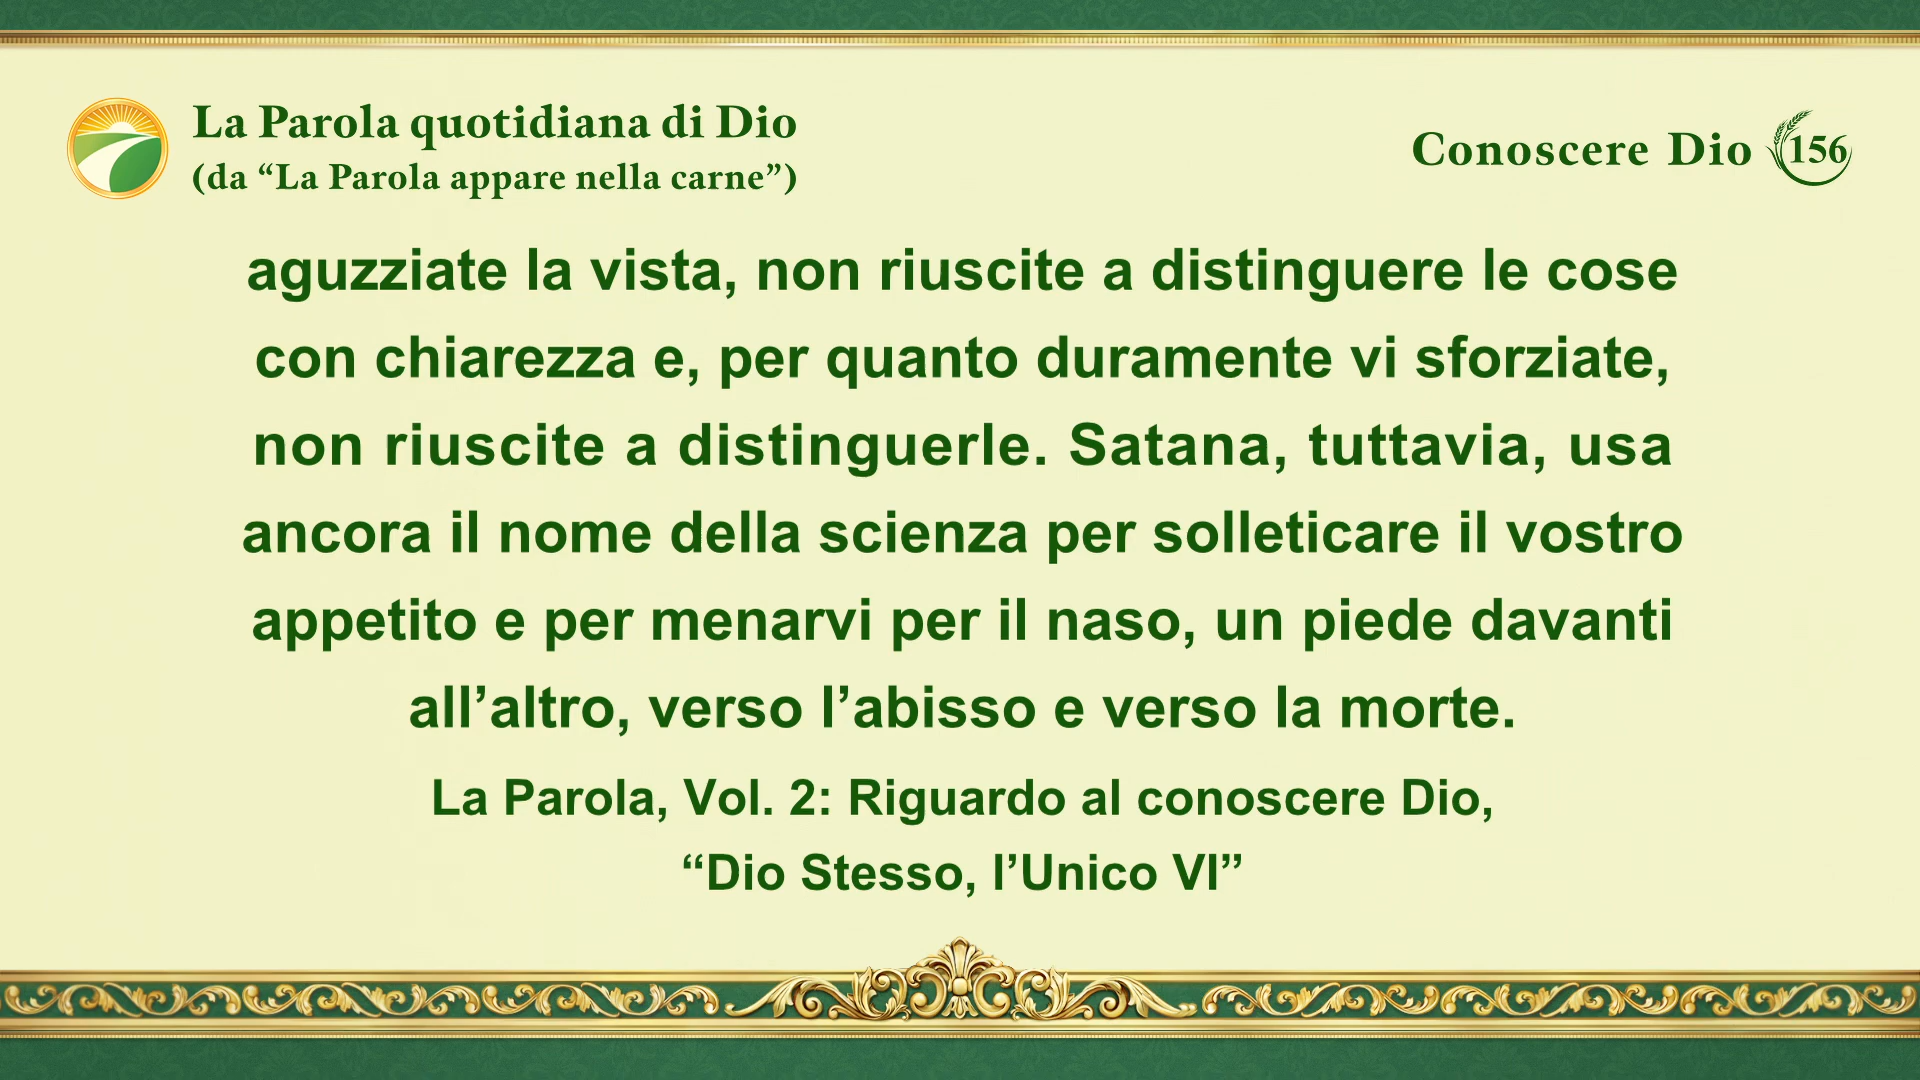 La Parola quotidiana di Dio
(da “La Parola appare nella carne”)
Conoscere Dio 156
aguzziate la vista, non riuscite a distinguere le cose
con chiarezza e, per quanto duramente vi sforziate,
non riuscite a distinguerle. Satana, tuttavia, usa
ancora il nome della scienza per solleticare il vostro
appetito e per menarvi per il naso, un piede davanti
all’altro, verso l’abisso e verso la morte.
La Parola, Vol. 2: Riguardo al conoscere Dio,
“Dio Stesso, l’Unico VI”